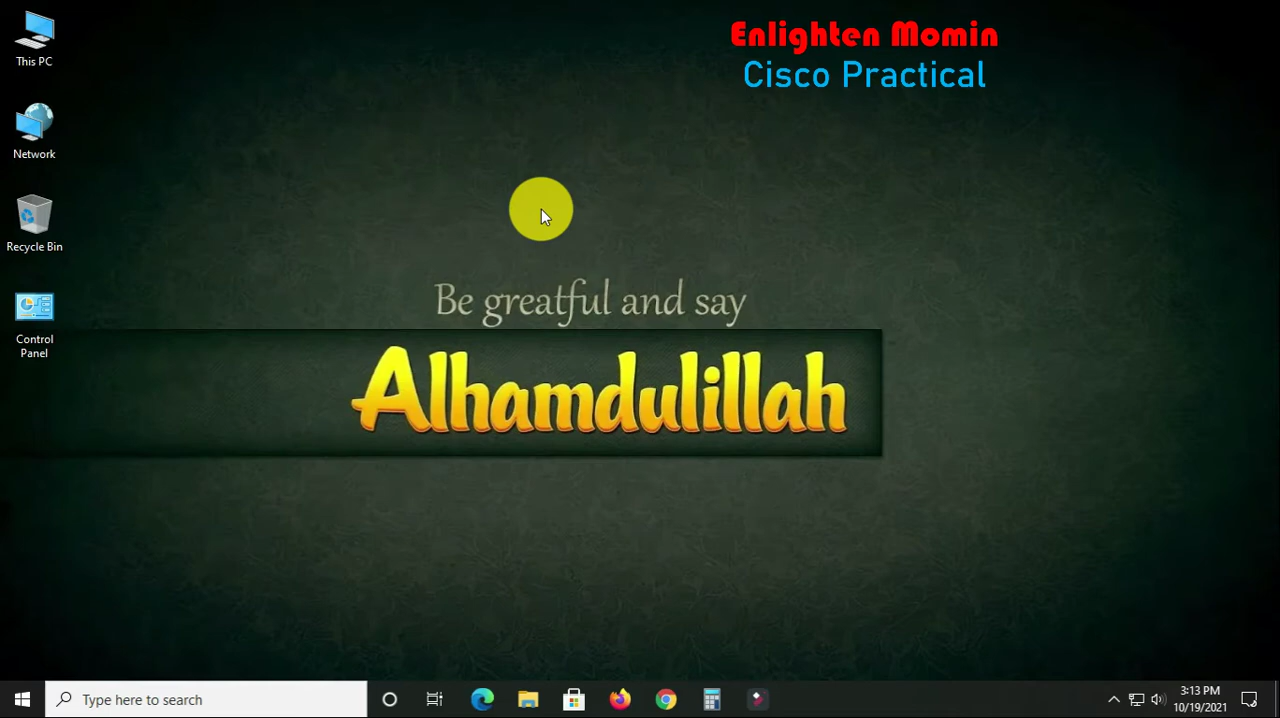 Enlighten Momin
Cisco Practical
This PC
Network
Recycle Bin
Control
Panel
Be greatful and say
Alhamdulillah
Type here to search
3:13 PM
10/19/2021